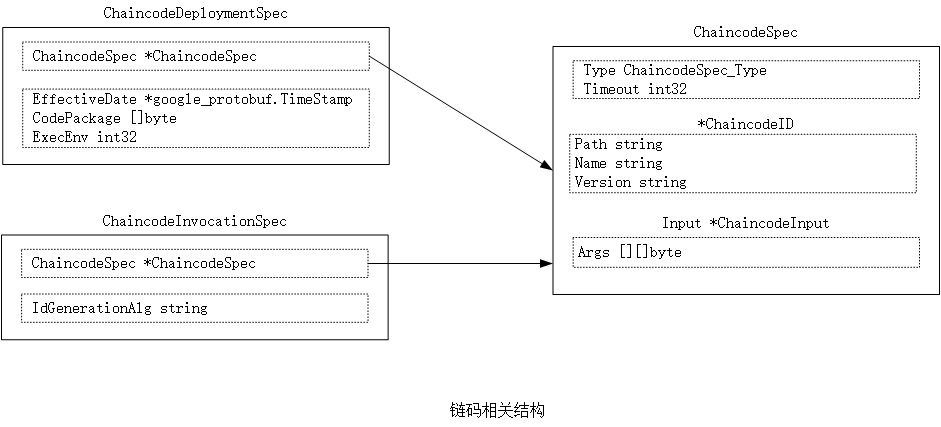 ChaincodeDeploymentSpec
ChaincodeSpec *ChaincodeSpec
EffectiveDate *google_protobuf.TimeStamp
CodePackage []byte
ExecEnv int32
ChaincodeInvocationSpec
ChaincodeSpec *ChaincodeSpec
IdGenerationAlg string
ChaincodeSpec
Type ChaincodeSpec_Type
Timeout int32
*ChaincodeID
Path string
Name string
Version string
Input *ChaincodeInput
Args [][]byte
链码相关结构